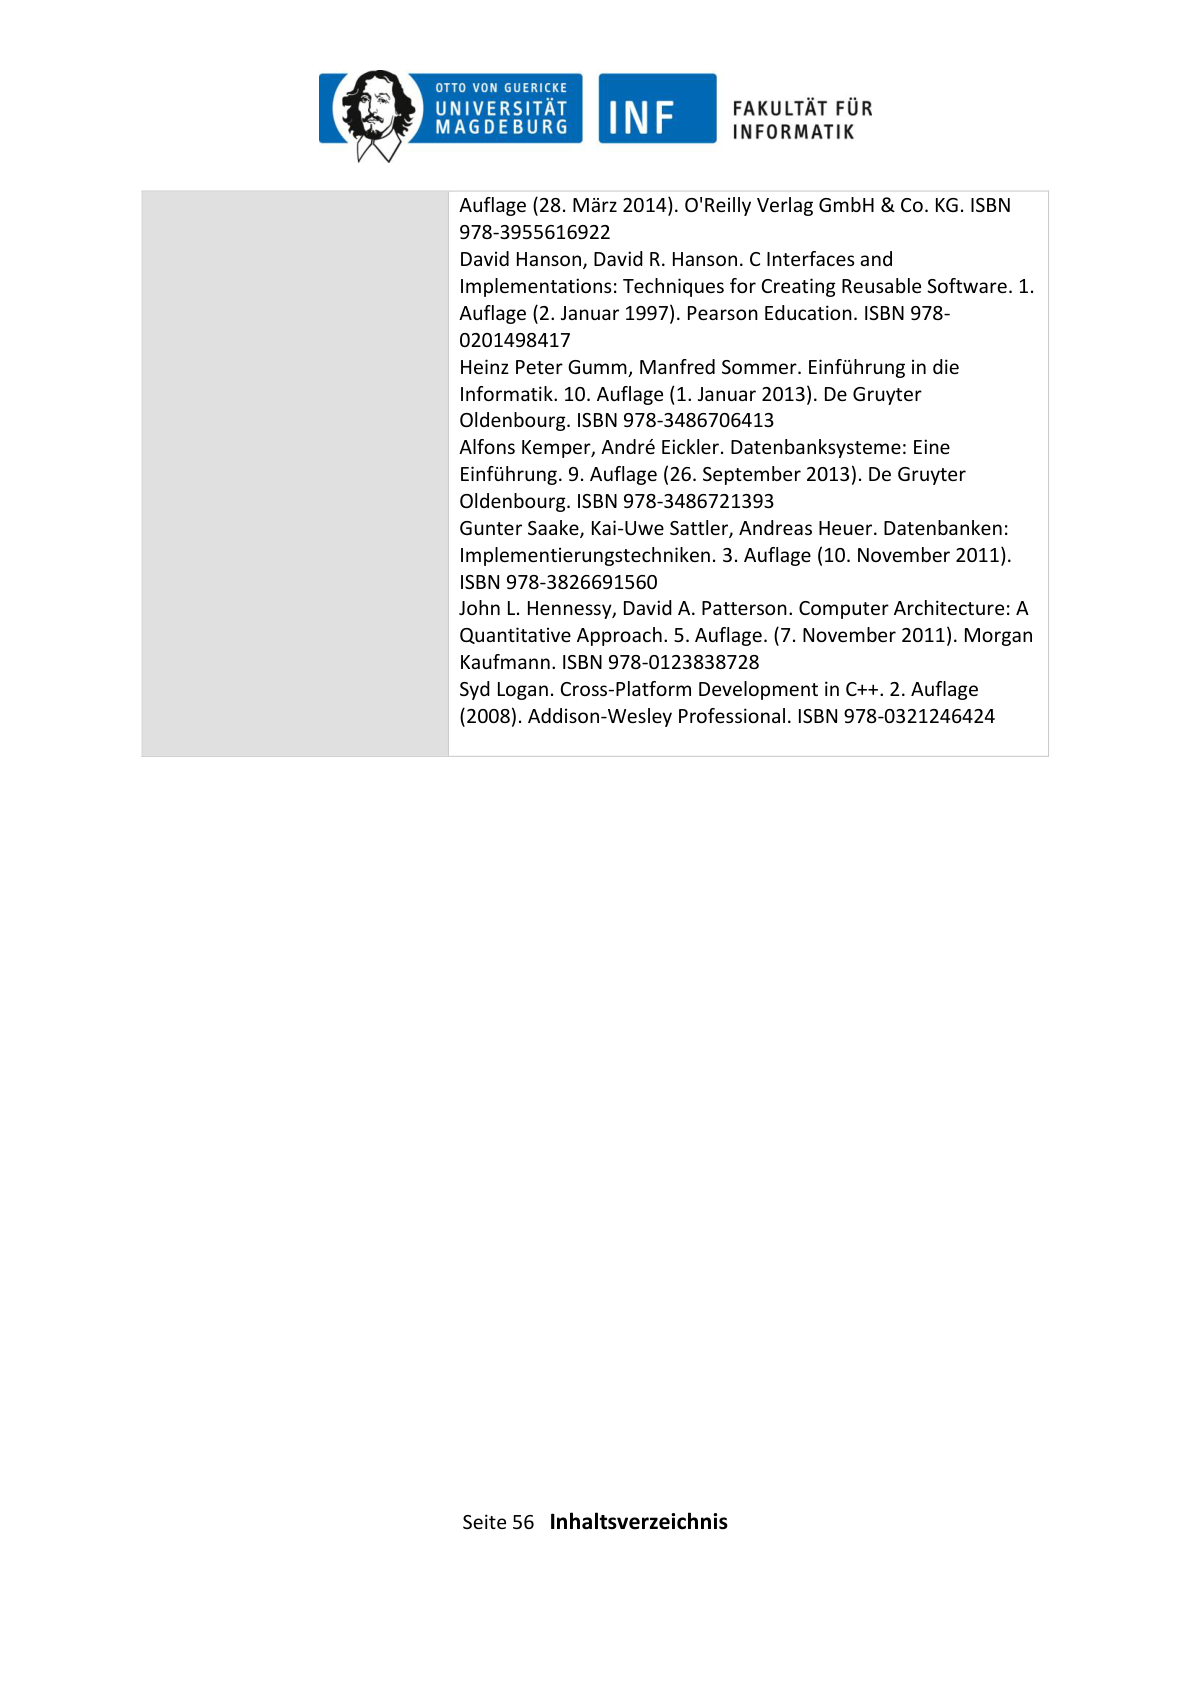 OTTO VON GUERICKE
UNIVERSITÄT
MAGDEBURG
INF
FAKULTÄT FÜR
INFORMATIK
Auflage (28. März 2014). O'Reilly Verlag GmbH & Co. KG. ISBN
978-3955616922
David Hanson, David R. Hanson. C Interfaces and
Implementations: Techniques for Creating Reusable Software. 1.
Auflage (2. Januar 1997). Pearson Education. ISBN 978-
0201498417
Heinz Peter Gumm, Manfred Sommer. Einführung in die
Informatik. 10. Auflage (1. Januar 2013). De Gruyter
Oldenbourg. ISBN 978-3486706413
Alfons Kemper, André Eickler. Datenbanksysteme: Eine
Einführung. 9. Auflage (26. September 2013). De Gruyter
Oldenbourg. ISBN 978-3486721393
Gunter Saake, Kai-Uwe Sattler, Andreas Heuer. Datenbanken:
Implementierungstechniken. 3. Auflage (10. November 2011).
ISBN 978-3826691560
John L. Hennessy, David A. Patterson. Computer Architecture: A
Quantitative Approach. 5. Auflage. (7. November 2011). Morgan
Kaufmann. ISBN 978-0123838728
Syd Logan. Cross-Platform Development in C++. 2. Auflage
(2008). Addison-Wesley Professional. ISBN 978-0321246424
Seite 56 Inhaltsverzeichnis